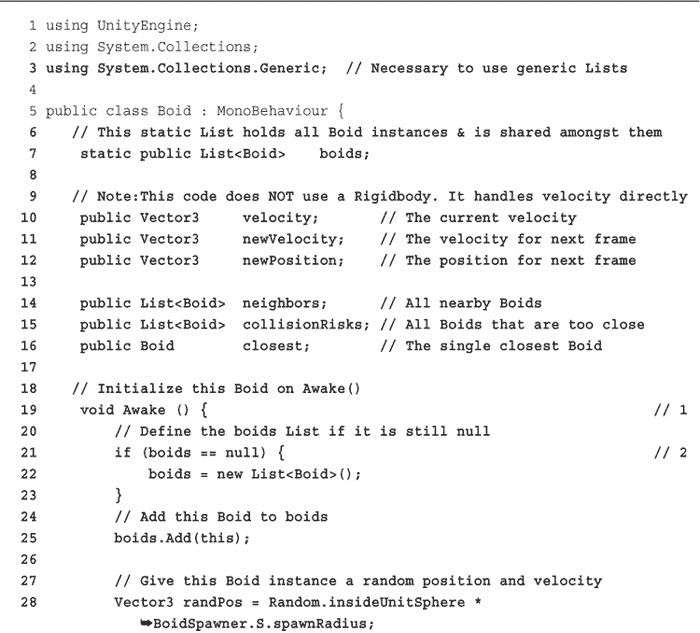 1 using UnityEngine;
2 using System.Collections;
3 using System.Collections.Generic;  // Necessary to use generic Lists
4
5 public class Boid : MonoBehaviour {
6    // This static List holds all Boid instances & is shared amongst them
7     static public List<Boid>    boids;
8
9    // Note:This code does NOT use a Rigidbody. It handles velocity directly
10     public Vector3     velocity;       // The current velocity
11     public Vector3     newVelocity;    // The velocity for next frame
12     public Vector3     newPosition;    // The position for next frame
13
14     public List<Boid>  neighbors;      // All nearby Boids
15     public List<Boid>  collisionRisks; // All Boids that are too close
16     public Boid        closest;        // The single closest Boid
17
18    // Initialize this Boid on Awake()
19     void Awake () {                                                    // 1
20         // Define the boids List if it is still null
21         if (boids == null) {                                           // 2
22             boids = new List<Boid>();
23         }
24         // Add this Boid to boids
25         boids.Add(this);
26
27         // Give this Boid instance a random position and velocity
28         Vector3 randPos = Random.insideUnitSphere *
➥BoidSpawner.S.spawnRadius;